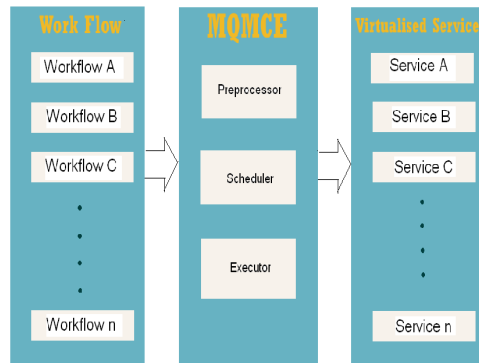 Work Flow
Workflow A
Workflow B
Workflow C
Workflow n
MQMCE
Preprocessor
Scheduler
Executor
Virtualised Service
Service A
Service B
Service C
Service n